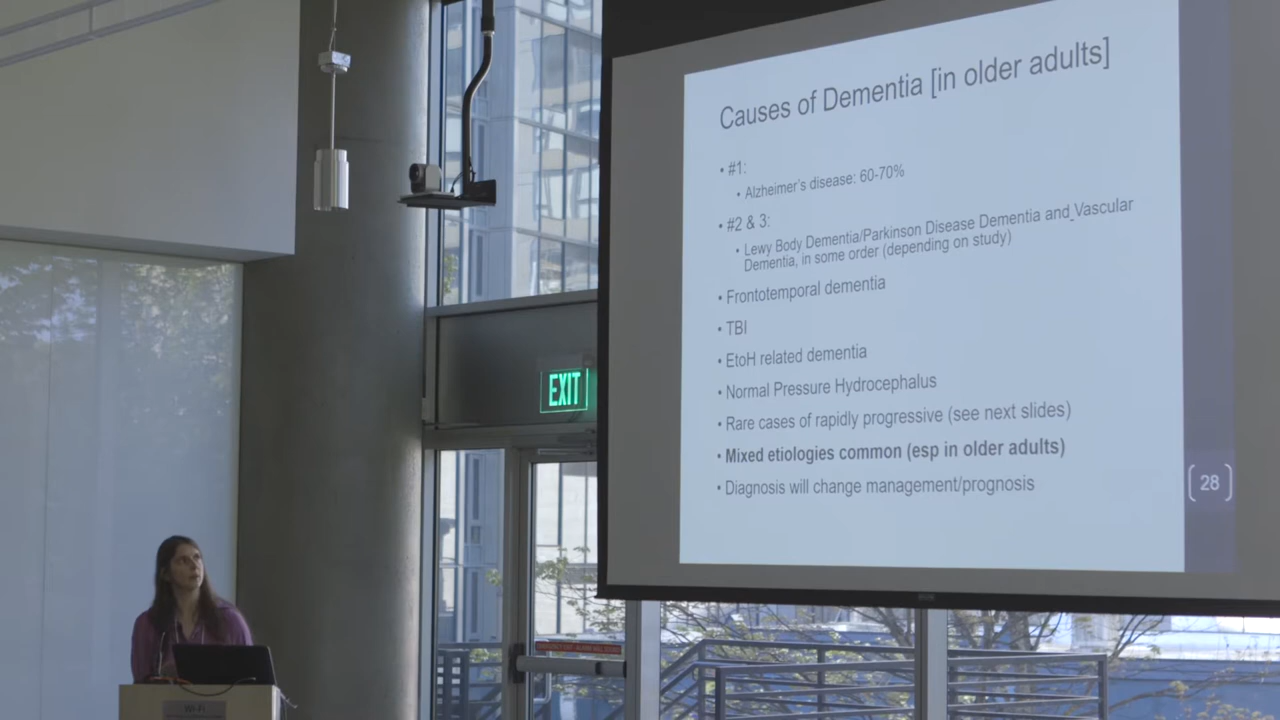 Causes of Dementia [in older adults]
• #1:
• Alzheimer's disease: 60-70%
• #2 & 3:
• Lewy Body Dementia/Parkinson Disease Dementia and Vascular
Dementia, in some order (depending on study)
• Frontotemporal dementia
• TBI
• EtoH related dementia
• Normal Pressure Hydrocephalus
• Rare cases of rapidly progressive (see next slides)
• Mixed etiologies common (esp in older adults)
• Diagnosis will change management/prognosis
28
EXIT
Wi-Fi